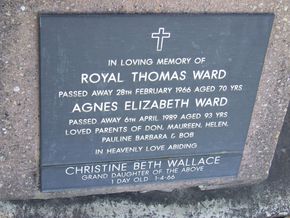 IN LOVING MEMORY OF
ROYAL THOMAS WARD
PASSED AWAY 28TH FEBRUARY 1966 AGED 70 YRS
AGNES ELIZABETH WARD
PASSED AWAY 6TH APRIL 1989 AGED 93 YRS
LOVED PARENTS OF DON, MAUREEN, HELEN,
PAULINE BARBARA & BOB
IN HEAVENLY LOVE ABIDING
CHRISTINE BETH WALLACE
GRAND DAUGHTER OF THE ABOVE
1 DAY OLD 1-4-66